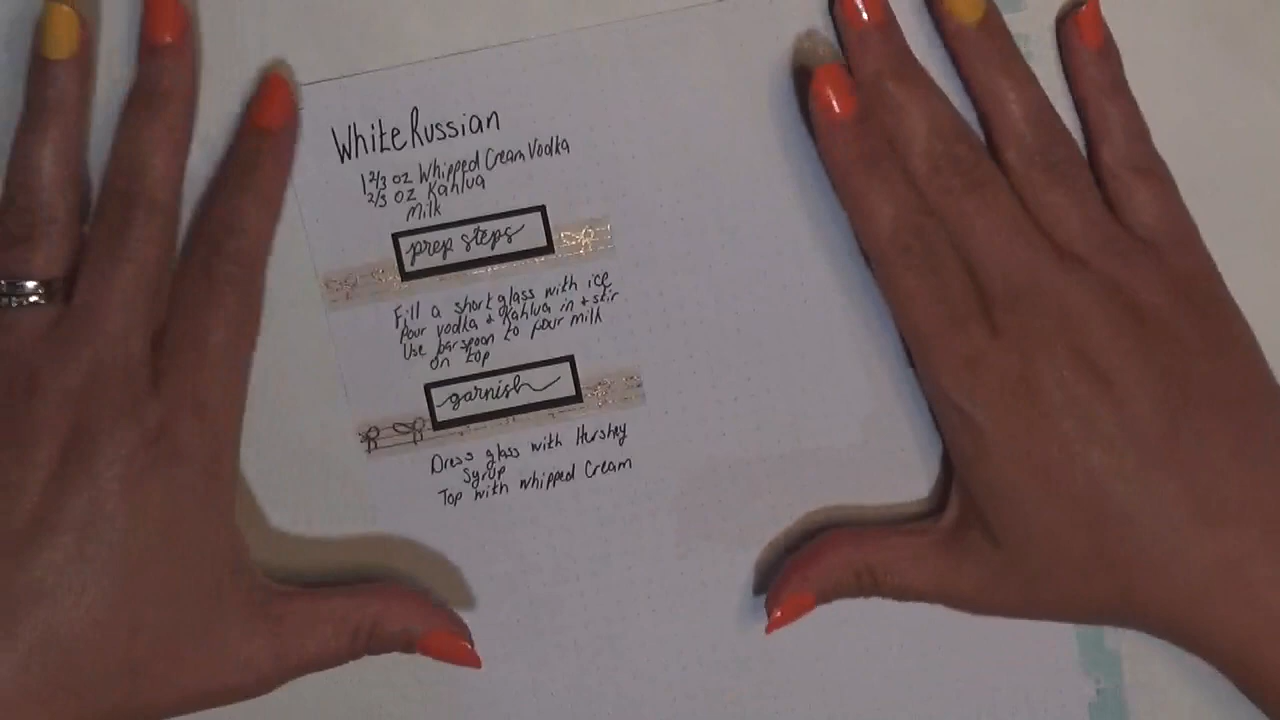 White Russian
1 2/3 oz Whipped Cream Vodka
2/3 oz Kahlua
Milk
prep steps
Fill a short glass with ice
Pour vodka + Kahlua in + stir
Use barspoon to pour milk
on top
garnish
Dress glass with Hershey
Syrup
Top with whipped Cream